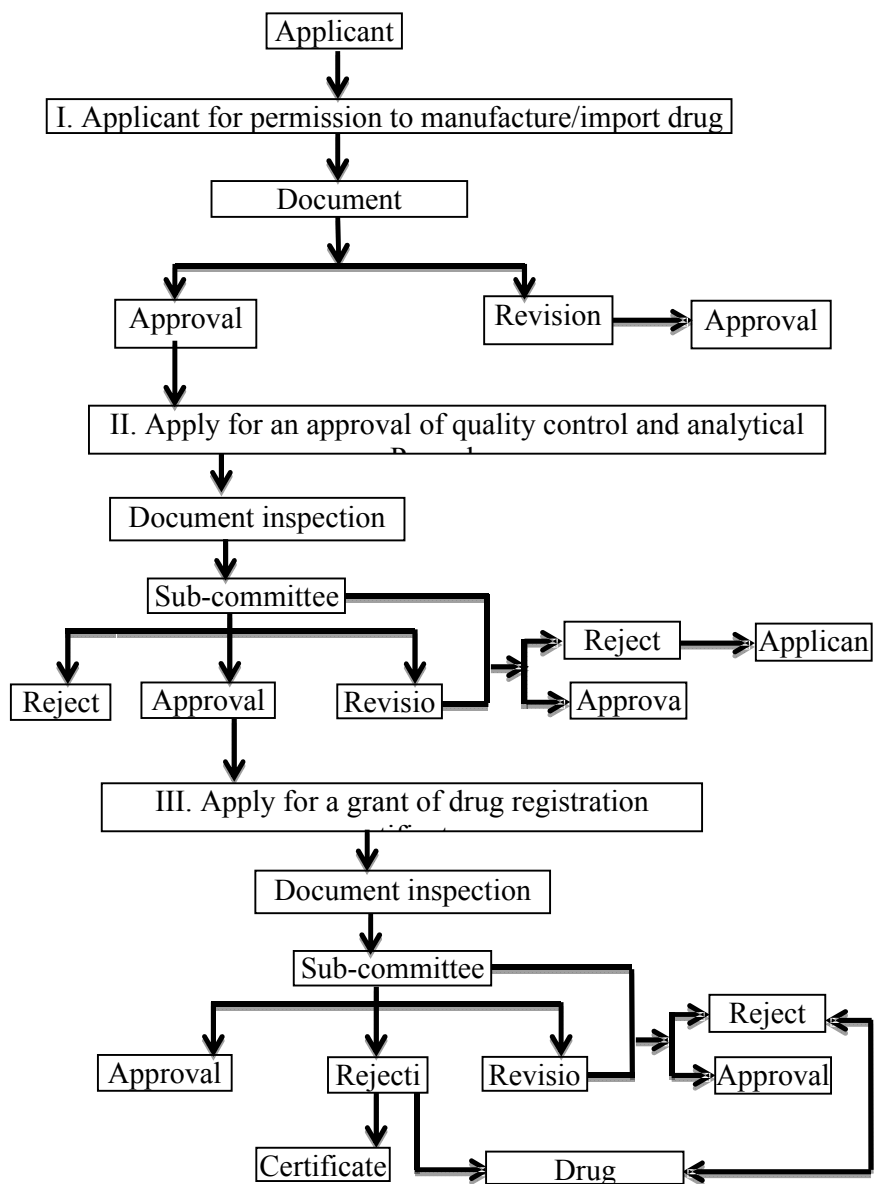 Applicant
I. Applicant for permission to manufacture/import drug
Document
Approval
Revision
Approval
II. Apply for an approval of quality control and analytical
Document inspection
Sub-committee
Reject
Applican
Reject
Approval
Revisio
Approva
III. Apply for a grant of drug registration
Document inspection
Sub-committee
Reject
Approval
Rejecti
Revisio
Approval
Certificate
Drug